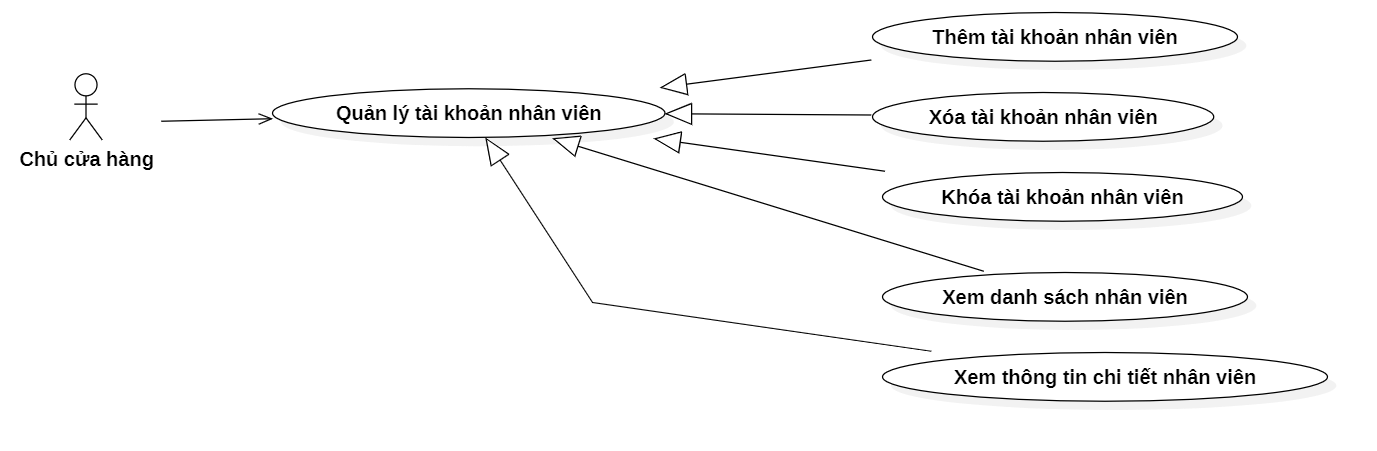 Thêm tài khoản nhân viên
Quản lý tài khoản nhân viên
Xóa tài khoản nhân viên
Chủ cửa hàng
Khóa tài khoản nhân viên
Xem danh sách nhân viên
Xem thông tin chi tiết nhân viên